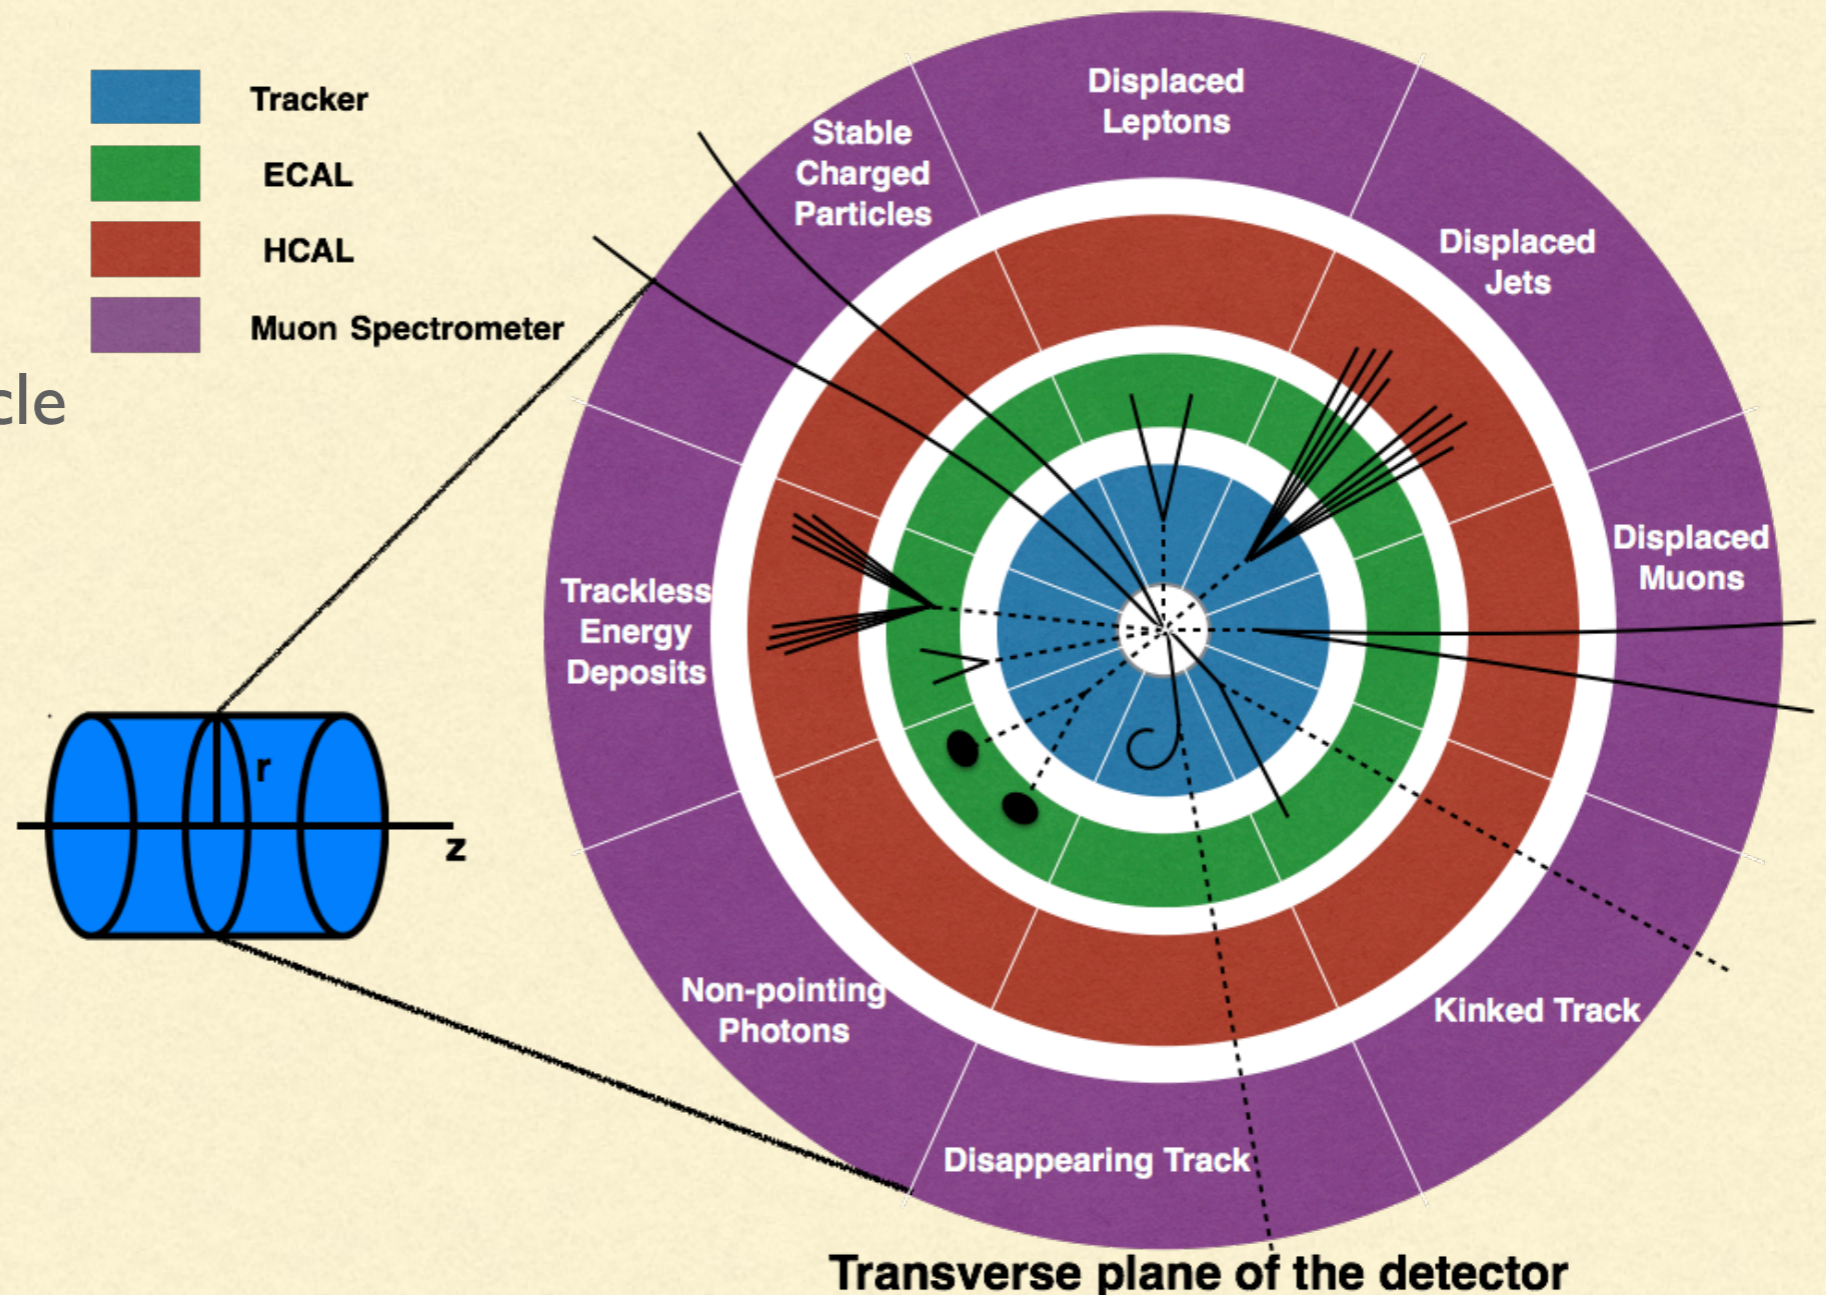 Tracker
ECAL
HCAL
Muon Spectrometer
cle
Displaced
Leptons
Stable
Charged
Particles
Displaced
Jets
Displaced
Muons
Trackless
Energy
Deposits
r
z
Non-pointing
Photons
Kinked Track
Disappearing Track
Transverse plane of the detector